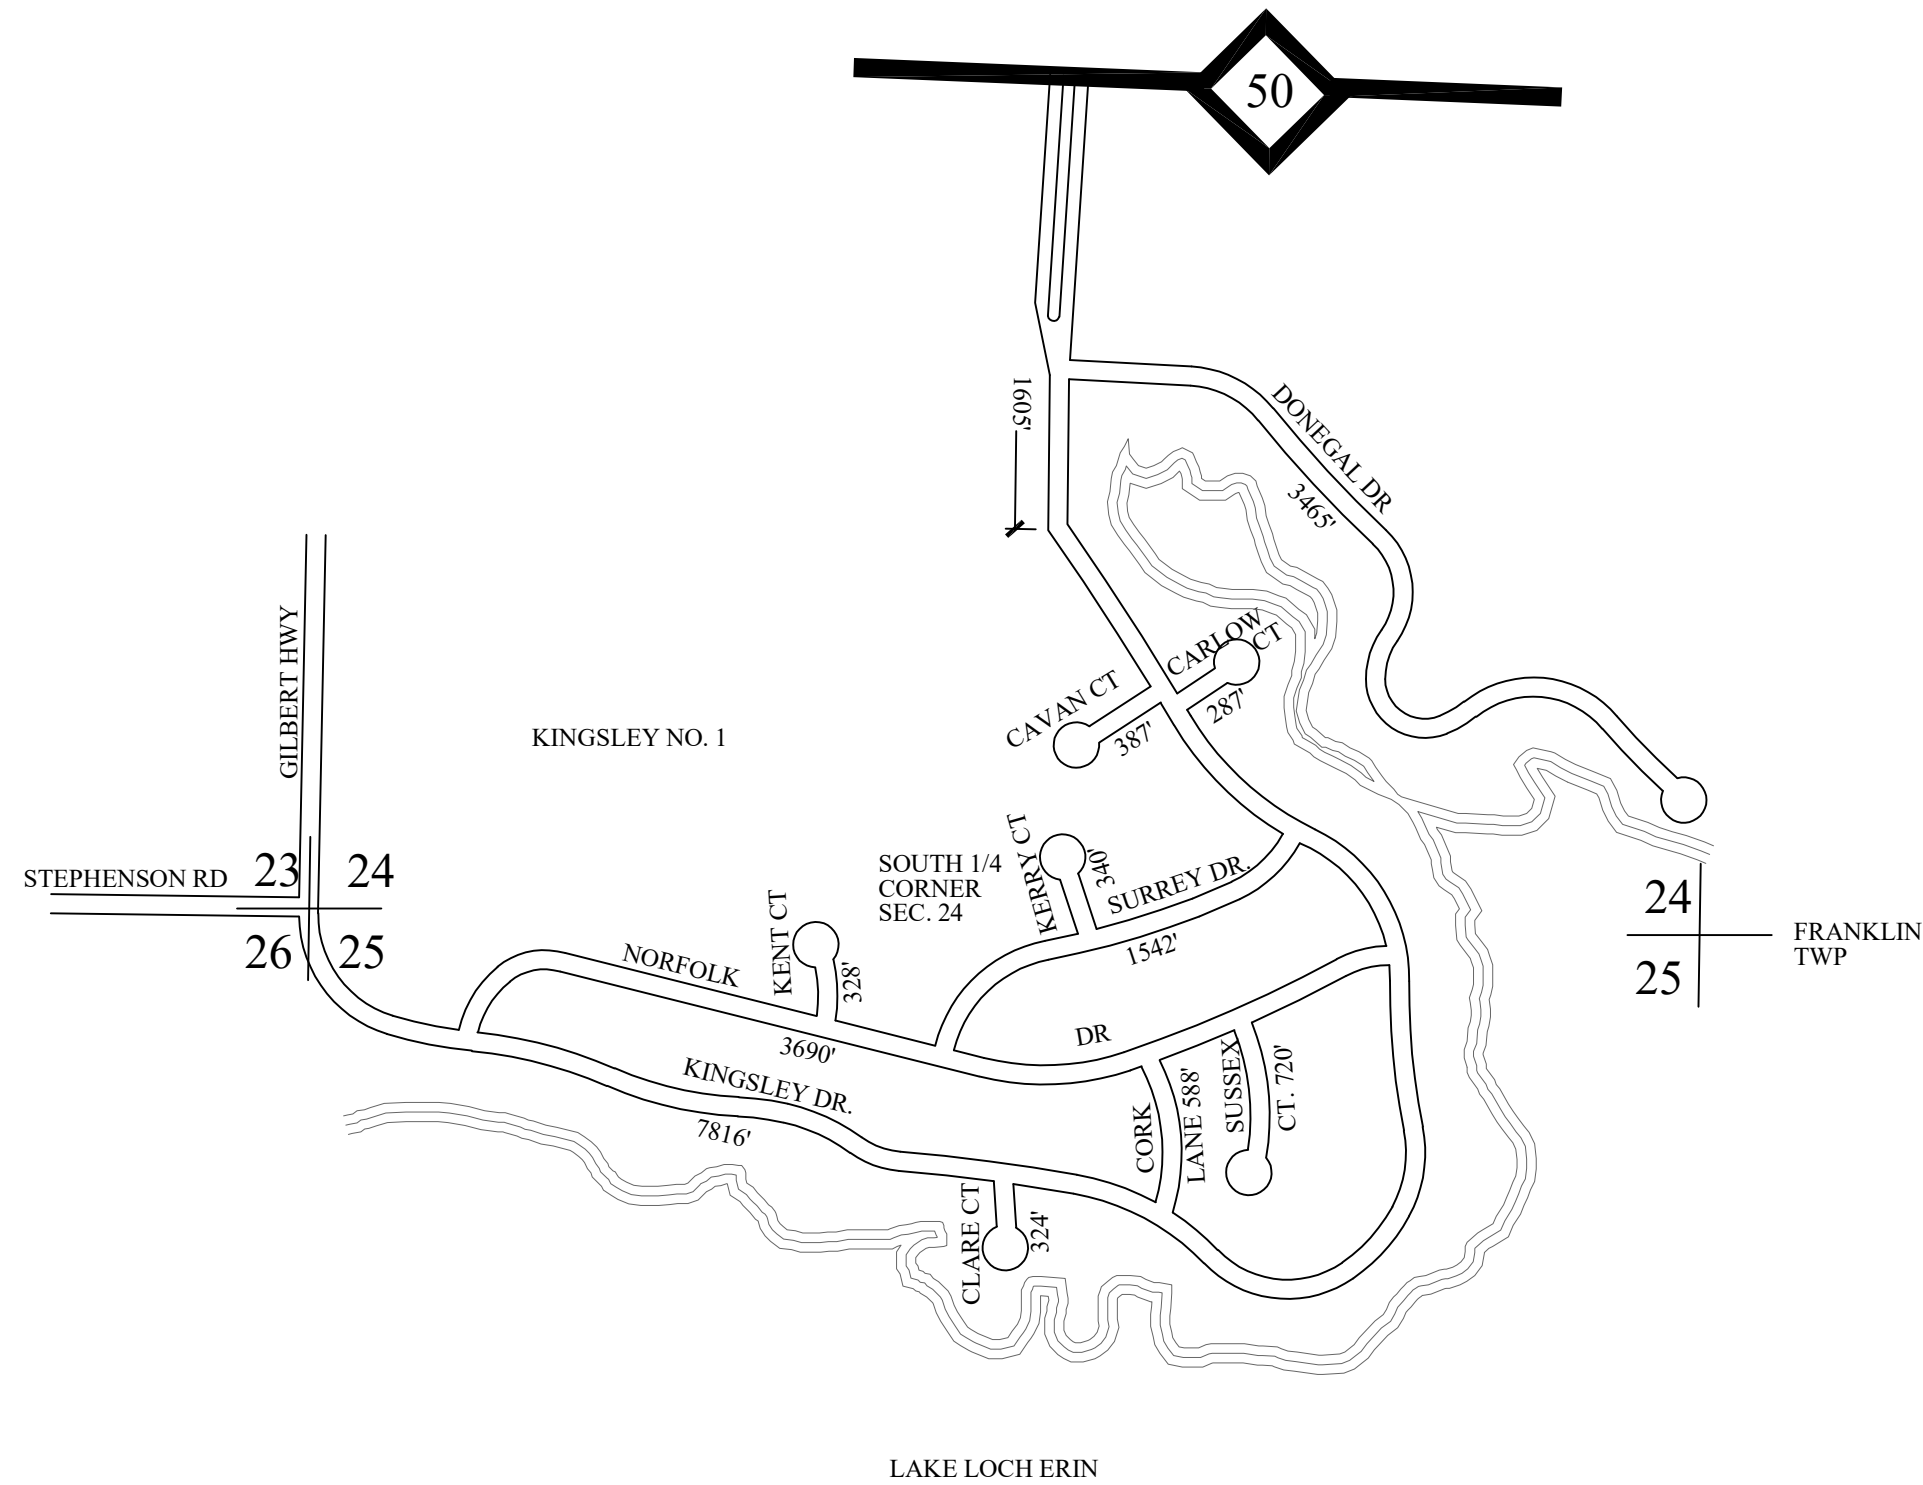 50
1605'
DONEGAL DR
3465'
GILBERT HWY
CARLOW
CT
CAVAN CT
287'
387'
KINGSLEY NO. 1
KERRY CT
340'
SURREY DR.
1542'
SOUTH 1/4
CORNER
SEC. 24
STEPHENSON RD
23
24
26
25
KENT CT
328'
NORFOLK
DR
3690'
24
25
FRANKLIN
TWP
KINGSLEY DR.
7816'
CORK
LANE 588'
SUSSEX
CT. 720'
CLARE CT
324'
LAKE LOCH ERIN